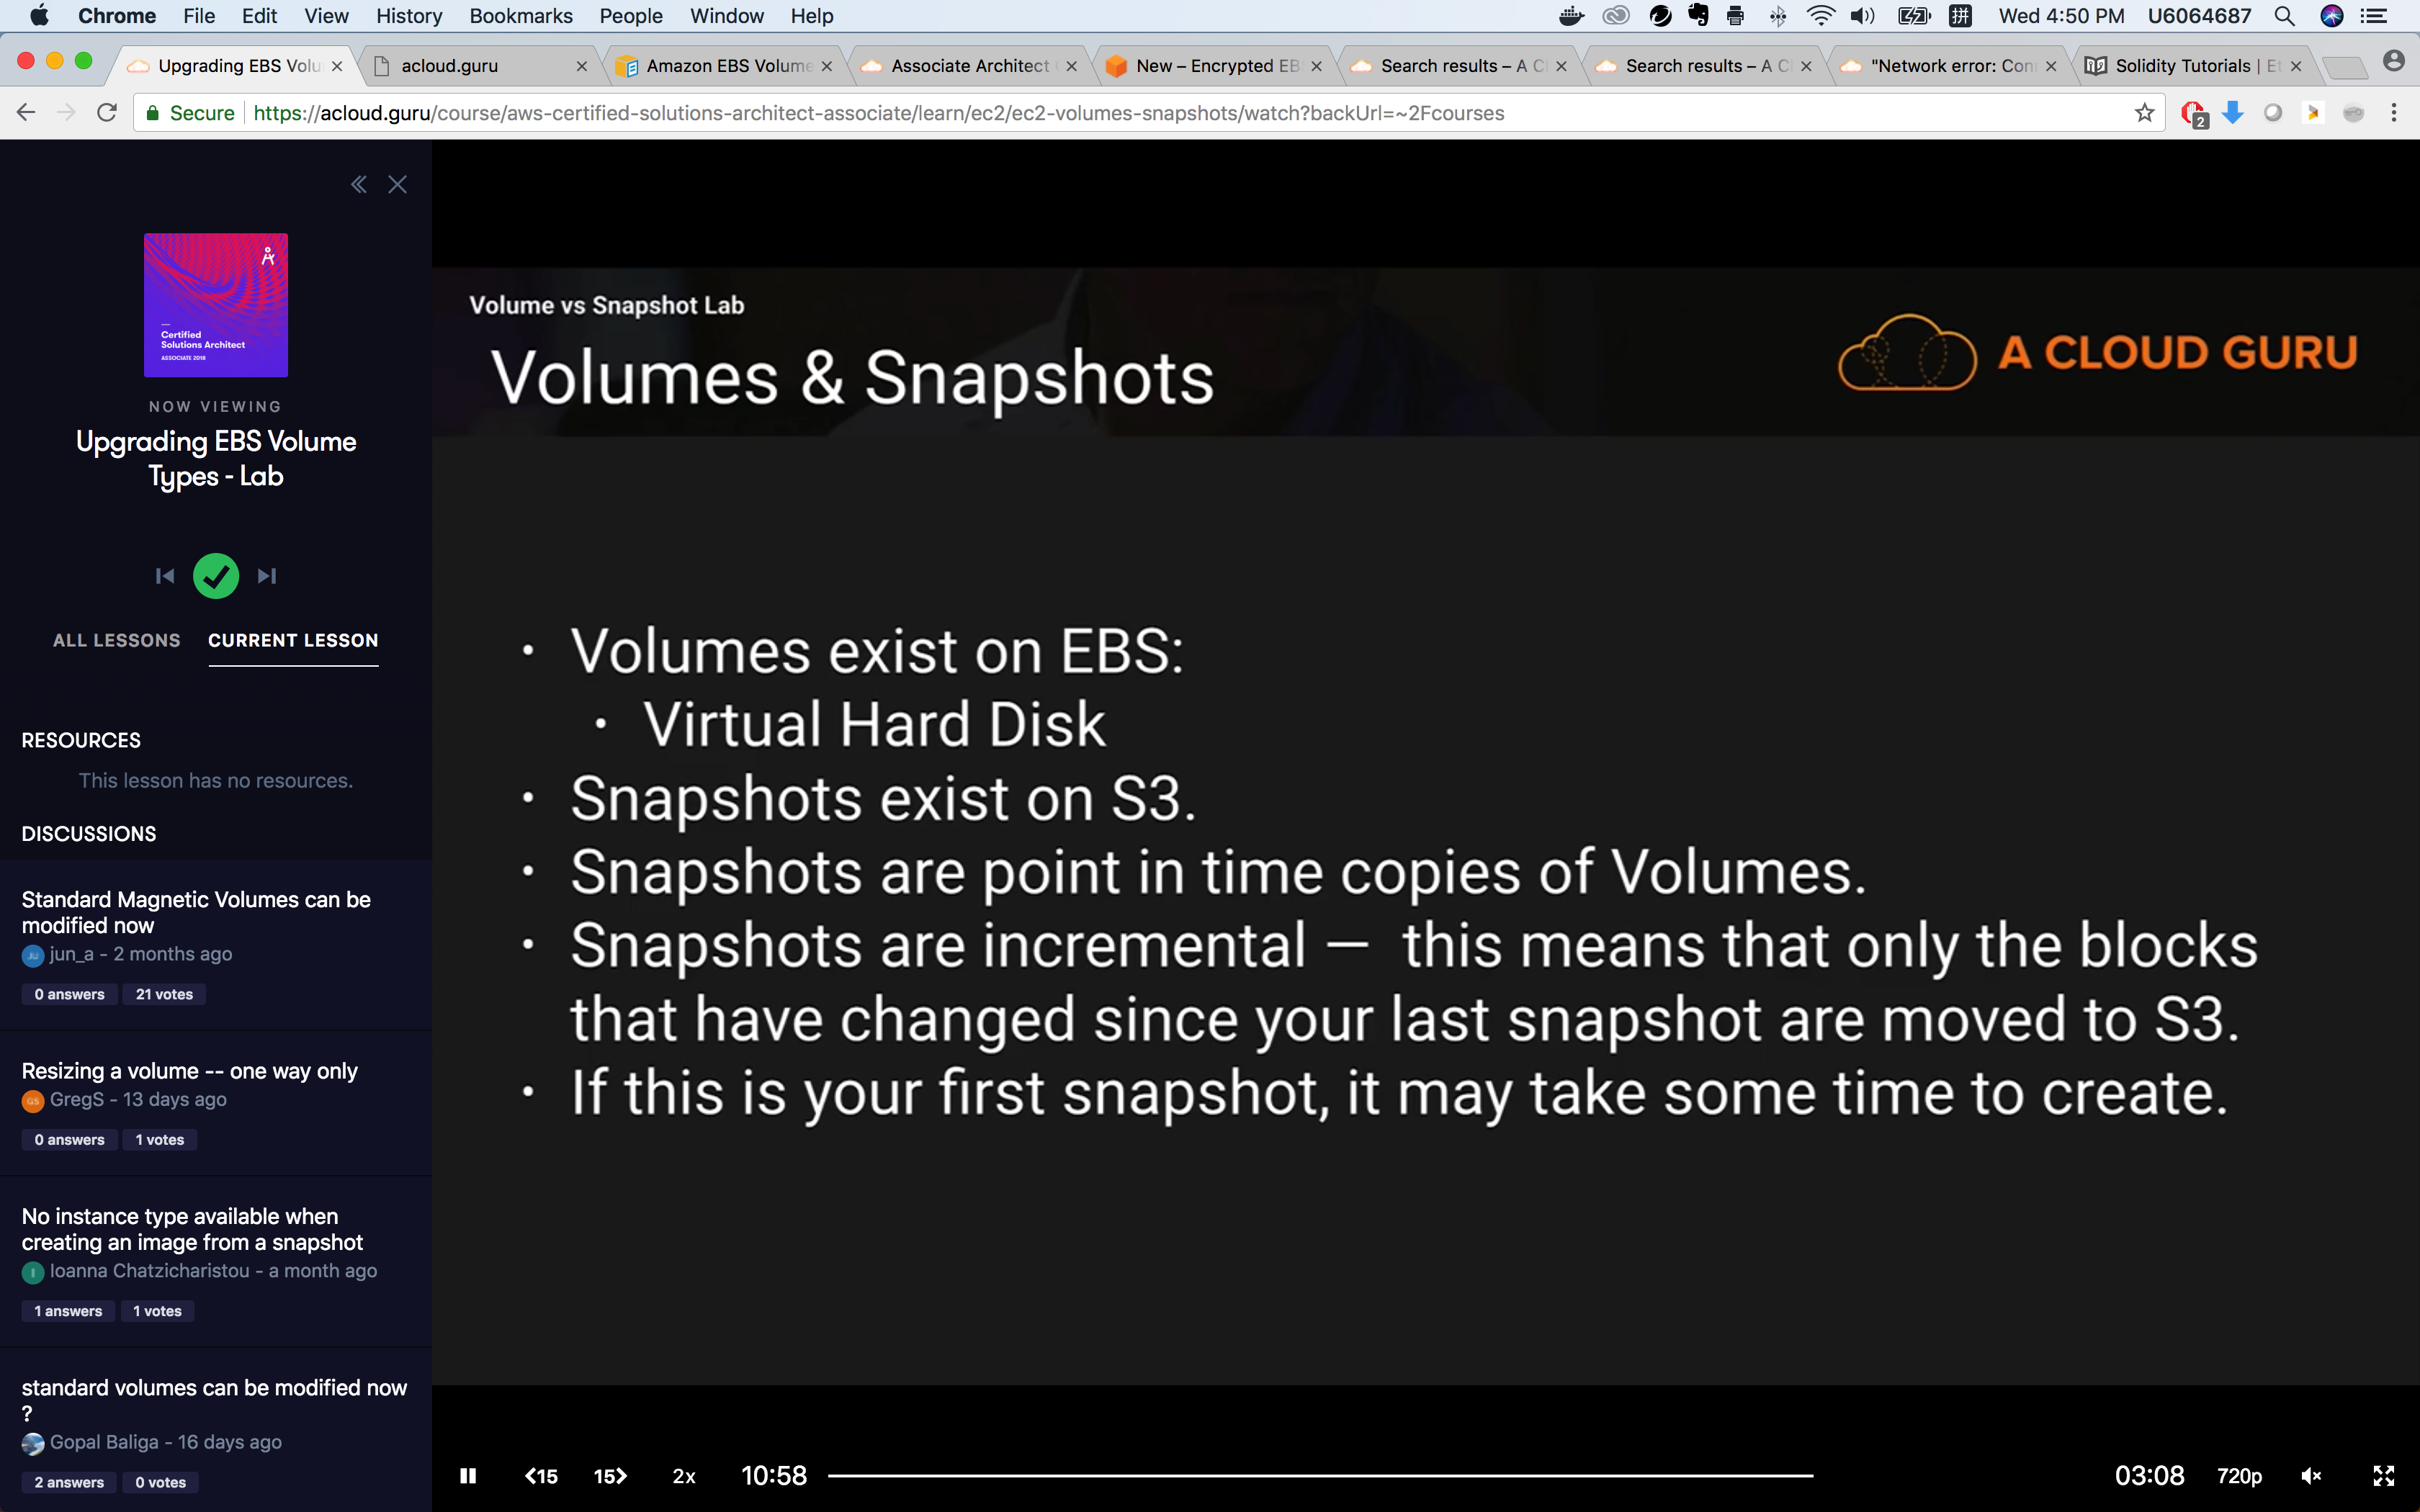 Chrome File Edit View History Bookmarks People Window Help
拼 Wed 4:50 PM U6064687
Upgrading EBS Volu
acloud.guru
Amazon EBS Volume
Associate Architect
New – Encrypted EB
Search results – A Cl
Search results – A Cl
"Network error: Con
Solidity Tutorials | Et
Secure https://acloud.guru/course/aws-certified-solutions-architect-associate/learn/ec2/ec2-volumes-snapshots/watch?backUrl=~2Fcourses
2
Certified
Solutions Architect
ASSOCIATE 2018
NOW VIEWING
Upgrading EBS Volume
Types - Lab
ALL LESSONS CURRENT LESSON
RESOURCES
This lesson has no resources.
DISCUSSIONS
Standard Magnetic Volumes can be
modified now
JU jun_a - 2 months ago
0 answers 21 votes
Resizing a volume -- one way only
GS GregS - 13 days ago
0 answers 1 votes
No instance type available when
creating an image from a snapshot
I Ioanna Chatzicharistou - a month ago
1 answers 1 votes
standard volumes can be modified now
?
Gopal Baliga - 16 days ago
2 answers 0 votes
Volume vs Snapshot Lab
Volumes & Snapshots
A CLOUD GURU
• Volumes exist on EBS:
• Virtual Hard Disk
• Snapshots exist on S3.
• Snapshots are point in time copies of Volumes.
• Snapshots are incremental — this means that only the blocks
that have changed since your last snapshot are moved to S3.
• If this is your first snapshot, it may take some time to create.
15 15 2x 10:58 03:08 720p